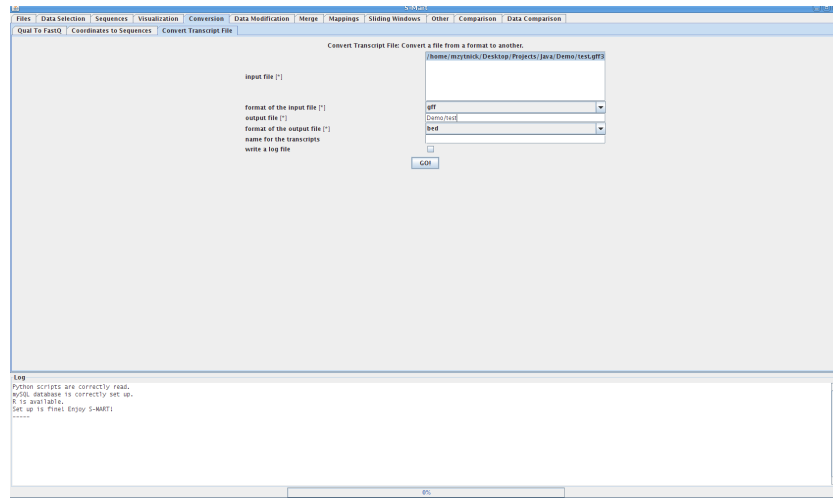 S-Mart
Files Data Selection Sequences Visualization Conversion Data Modification Merge Mappings Sliding Windows Other Comparison Data Comparison
Qual To FastQ Coordinates to Sequences Convert Transcript File
Convert Transcript File: Convert a file from a format to another.
/home/mzytnick/Desktop/Projects/Java/Demo/test.gff3
input file [*]
format of the input file [*] gff
output file [*] Demo/test
format of the output file [*] bed
name for the transcripts
write a log file
GO!
Log
Python scripts are correctly read.
mySQL database is correctly set up.
R is available.
Set up is fine! Enjoy S-MART!
-----
0%